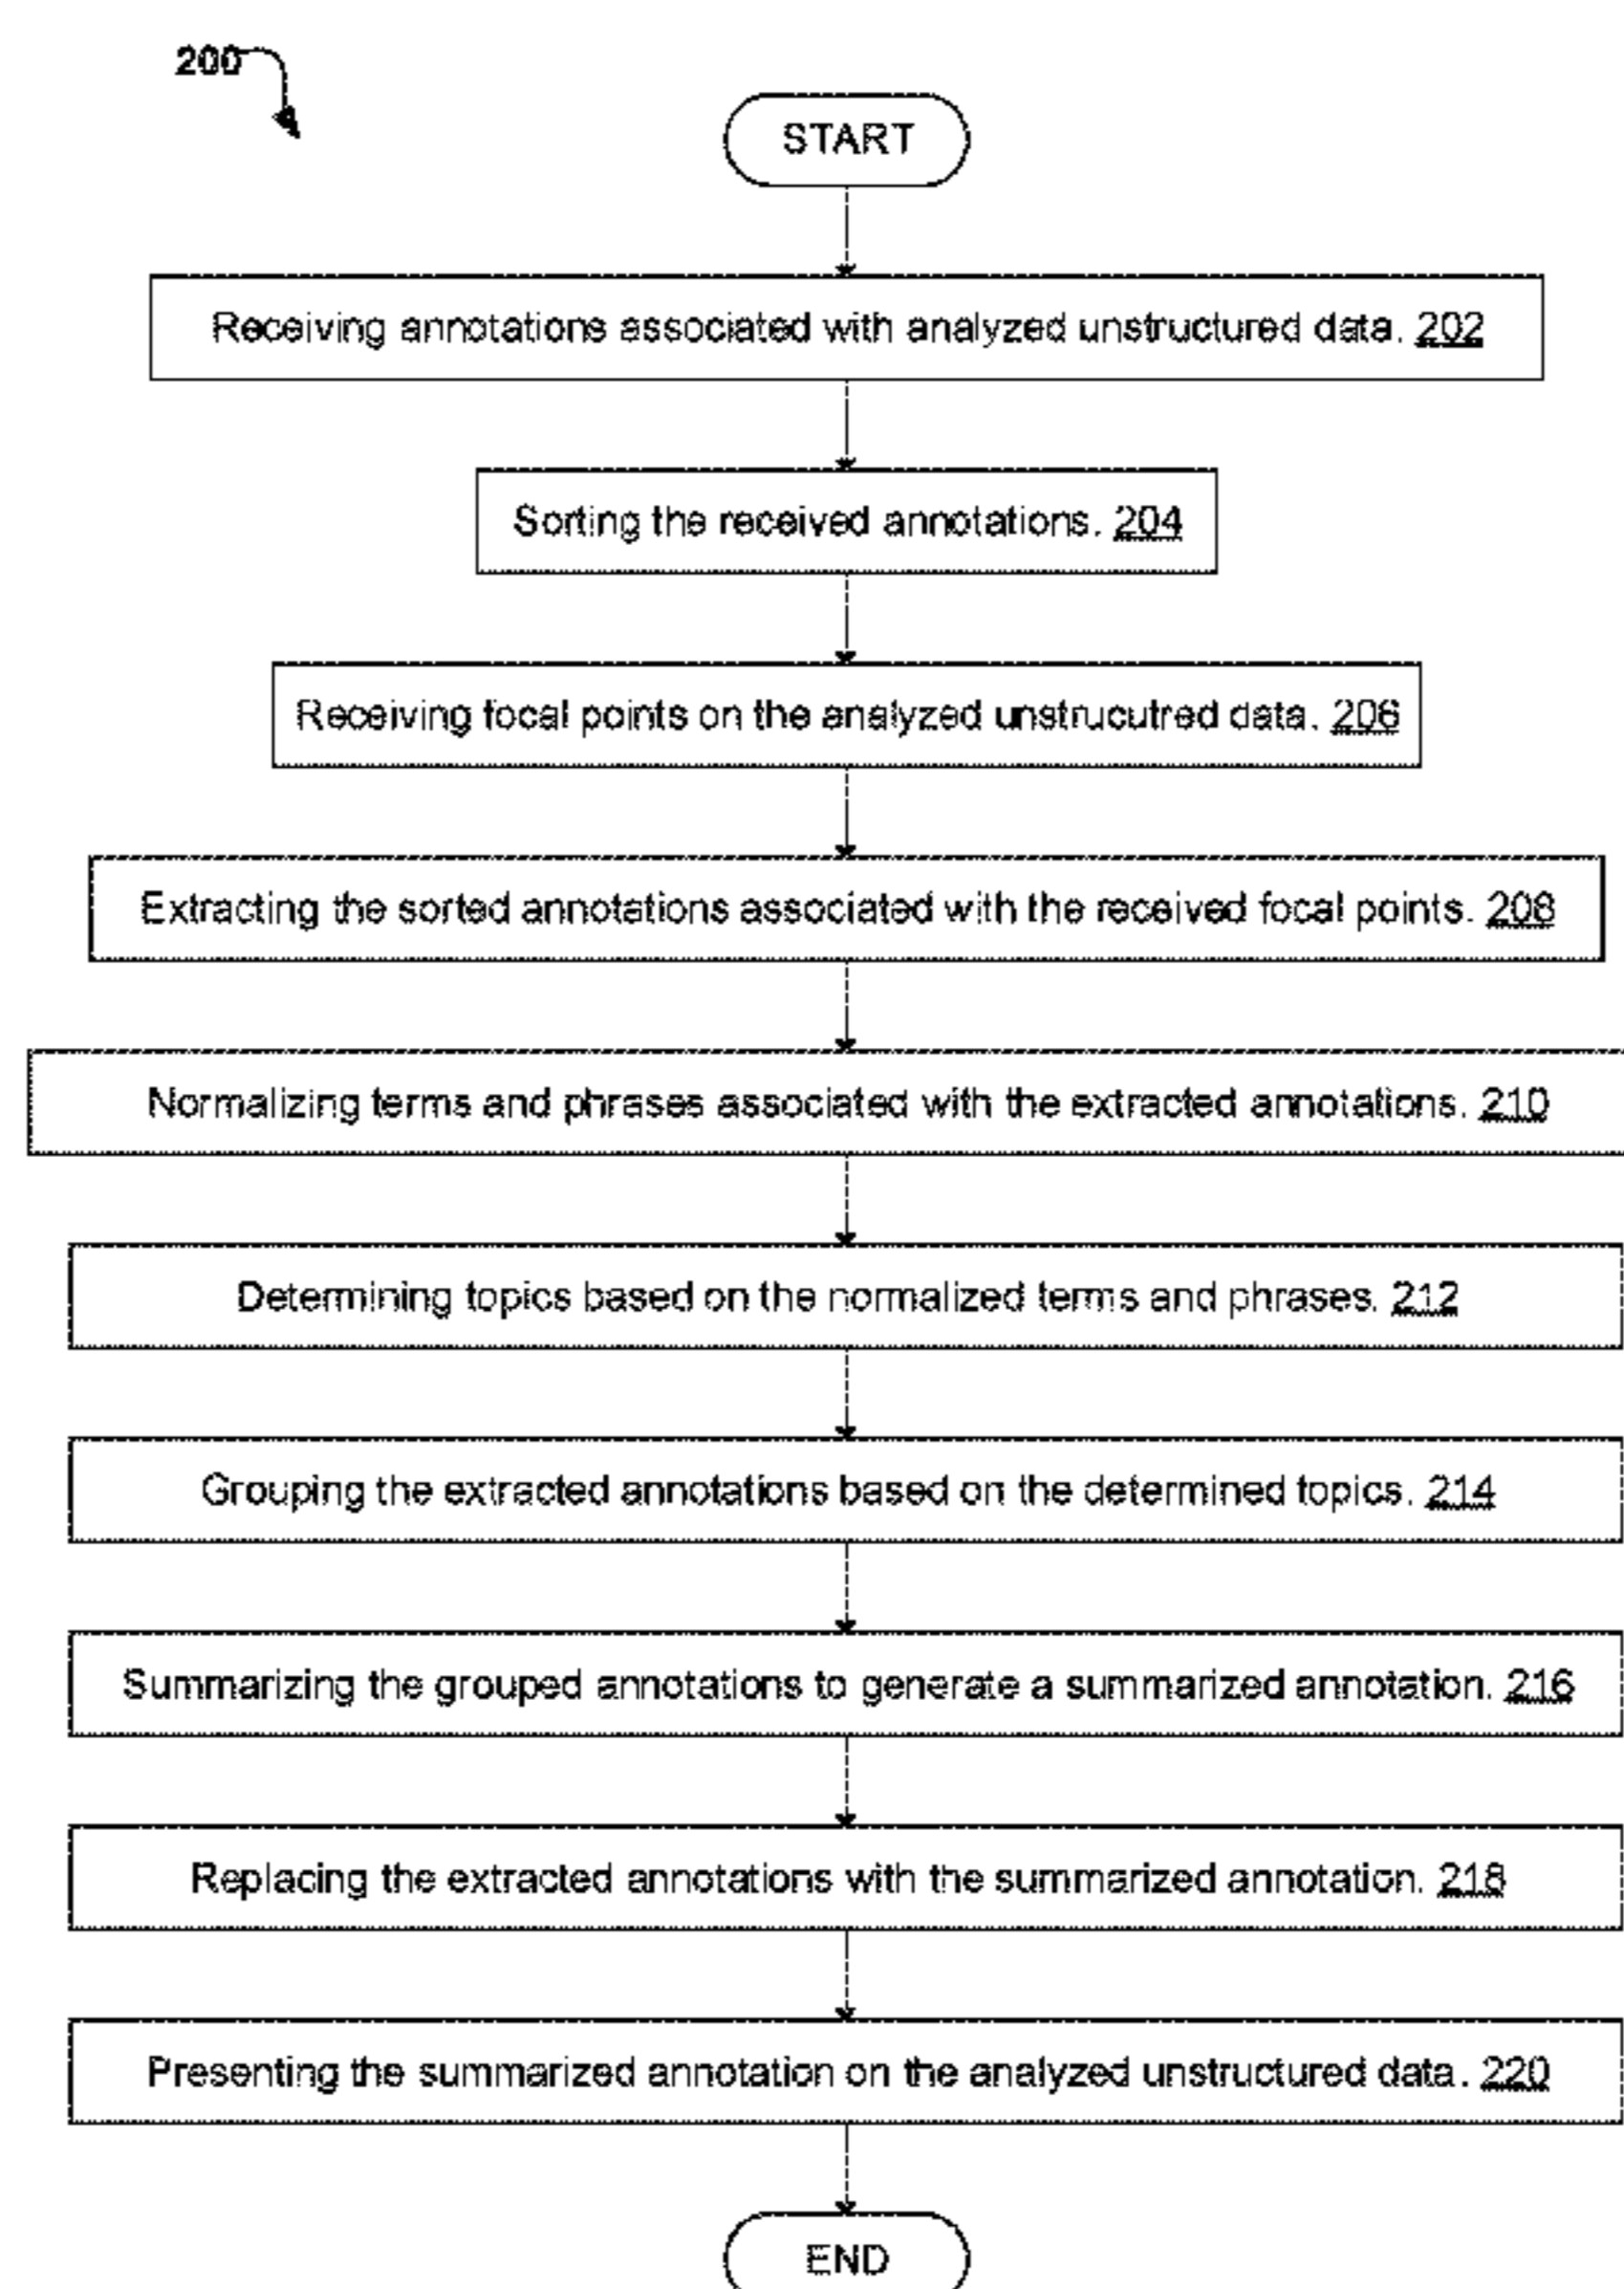 200
START
Receiving annotations associated with analyzed unstructured data. 202
Sorting the received annotations. 204
Receiving focal points on the analyzed unstrucutred data. 206
Extracting the sorted annotations associated with the received focal points. 208
Normalizing terms and phrases associated with the extracted annotations. 210
Determining topics based on the normalized terms and phrases. 212
Grouping the extracted annotations based on the determined topics. 214
Summarizing the grouped annotations to generate a summarized annotation. 216
Replacing the extracted annotations with the summarized annotation. 218
Presenting the summarized annotation on the analyzed unstructured data. 220
END